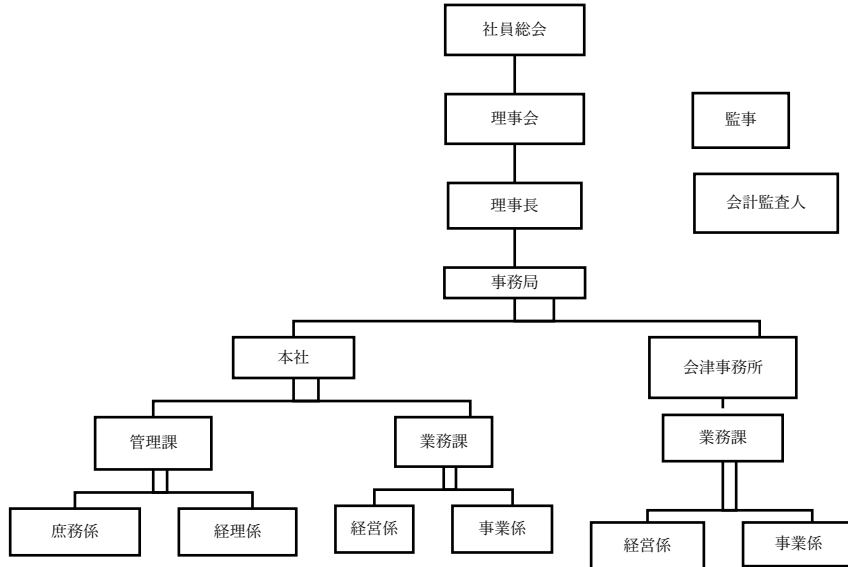 社員総会
理事会
監事
理事長
会計監査人
事務局
本社
会津事務所
管理課
業務課
業務課
庶務係
経理係
経営係
事業係
経営係
事業係